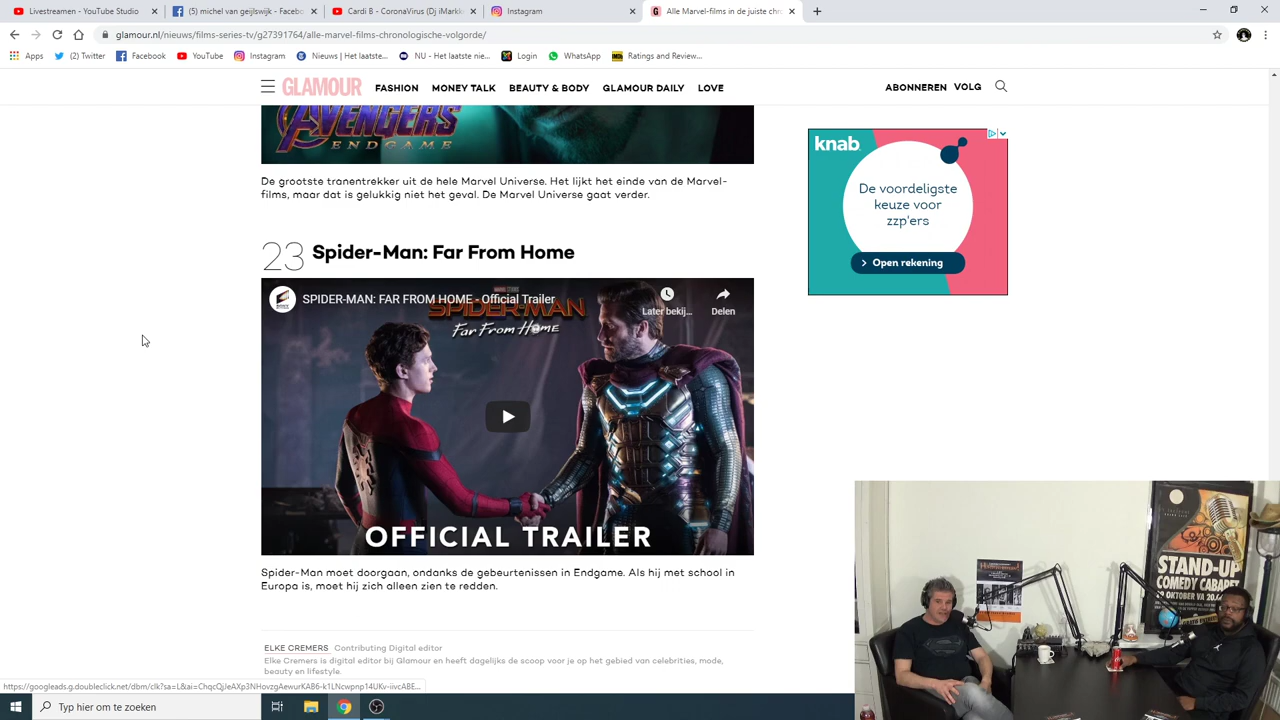 Livestreamen - YouTube Studio
(5) michel van geijlswijk - Facebo
Cardi B - CoronaVirus (Dj iMarkk
Instagram
Alle Marvel-films in de juiste chro
glamour.nl/nieuws/films-series-tv/g27391764/alle-marvel-films-chronologische-volgorde/
Apps
(2) Twitter
Facebook
YouTube
Instagram
Nieuws | Het laatste...
NU - Het laatste nie...
Login
WhatsApp
Ratings and Review...
GLAMOUR
FASHION
MONEY TALK
BEAUTY & BODY
GLAMOUR DAILY
LOVE
ABONNEREN
VOLG
AVENGERS
ENDGAME
De grootste tranentrekker uit de hele Marvel Universe. Het lijkt het einde van de Marvel-
films, maar dat is gelukkig niet het geval. De Marvel Universe gaat verder.
knab.
De voordeligste
keuze voor
zzp'ers
> Open rekening
23 Spider-Man: Far From Home
SPIDER-MAN: FAR FROM HOME - Official Trailer
SPIDER-MAN
Far From Home
Later bekij...
Delen
OFFICIAL TRAILER
Spider-Man moet doorgaan, ondanks de gebeurtenissen in Endgame. Als hij met school in
Europa is, moet hij zich alleen zien te redden.
ELKE CREMERS Contributing Digital editor
Elke Cremers is digital editor bij Glamour en heeft dagelijks de scoop voor je op het gebied van celebrities, mode,
beauty en lifestyle.
STAND-UP
COMEDY CABARET
Typ hier om te zoeken